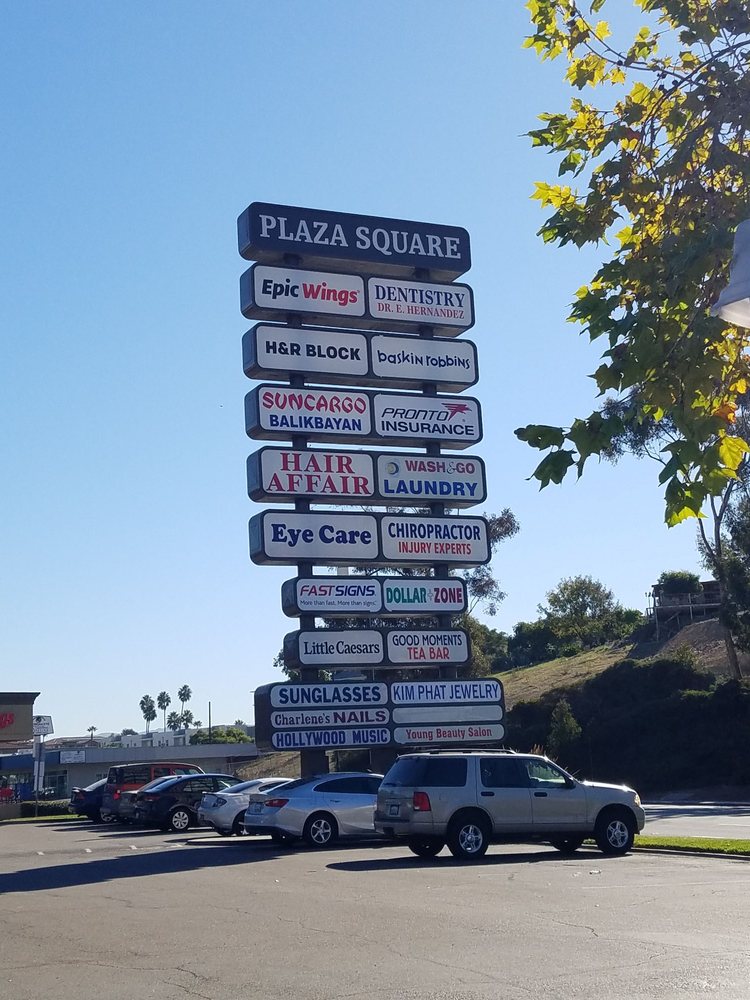 PLAZA SQUARE
Epic Wings
DENTISTRY
DR. E. HERNANDEZ
H&R BLOCK
baskin robbins
SUNCARGO
BALIKBAYAN
PRONTO
INSURANCE
HAIR
AFFAIR
WASH&GO
LAUNDRY
Eye Care
CHIROPRACTOR
INJURY EXPERTS
FASTSIGNS
More than fast. More than signs.
DOLLAR ZONE
Little Caesars
GOOD MOMENTS
TEA BAR
SUNGLASSES
KIM PHAT JEWELRY
Charlene's NAILS
HOLLYWOOD MUSIC
Young Beauty Salon